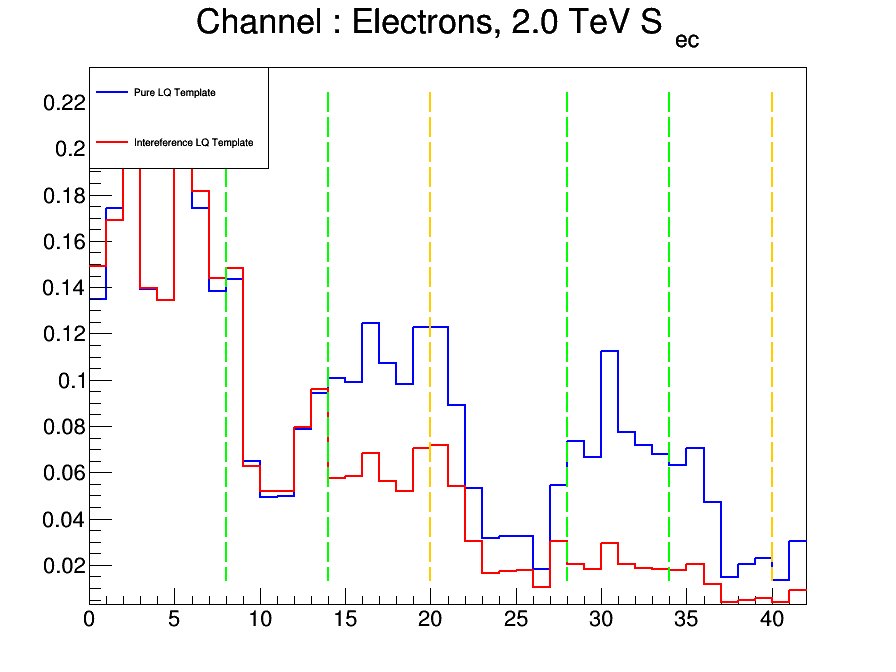 Channel : Electrons, 2.0 TeV S ec
Pure LQ Template
Intereference LQ Template
0.22
0.2
0.18
0.16
0.14
0.12
0.1
0.08
0.06
0.04
0.02
0 5 10 15 20 25 30 35 40